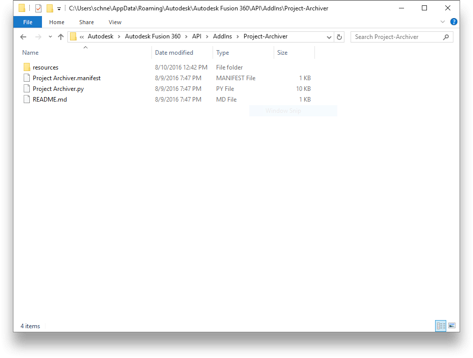 C:\Users\schne\AppData\Roaming\Autodesk\Autodesk Fusion 360\API\AddIns\Project-Archiver
File Home Share View
« Autodesk > Autodesk Fusion 360 > API > AddIns > Project-Archiver Search Project-Archiver
Name Date modified Type Size
resources 8/10/2016 12:42 PM File folder
Project Archiver.manifest 8/9/2016 7:47 PM MANIFEST File 1 KB
Project Archiver.py 8/9/2016 7:47 PM PY File 10 KB
README.md 8/9/2016 7:47 PM MD File 1 KB
4 items